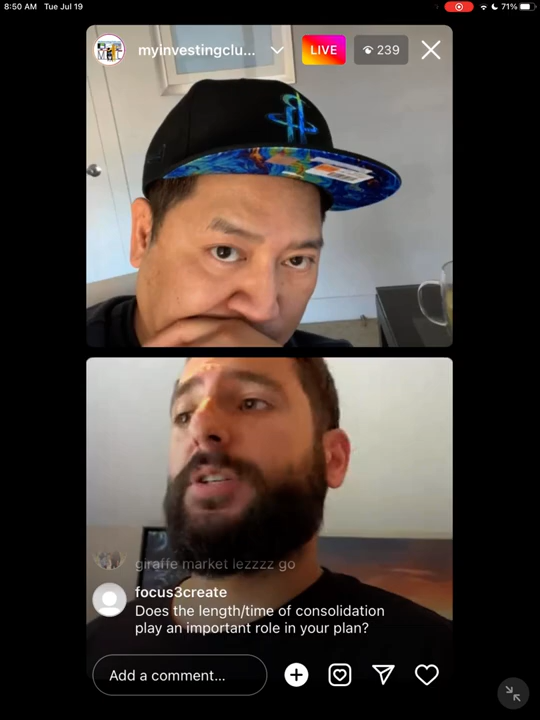 8:50 AM Tue Jul 19
71%
myinvestingclu...
LIVE
239
giraffe market lezzzz go
focus3create
Does the length/time of consolidation
play an important role in your plan?
Add a comment...